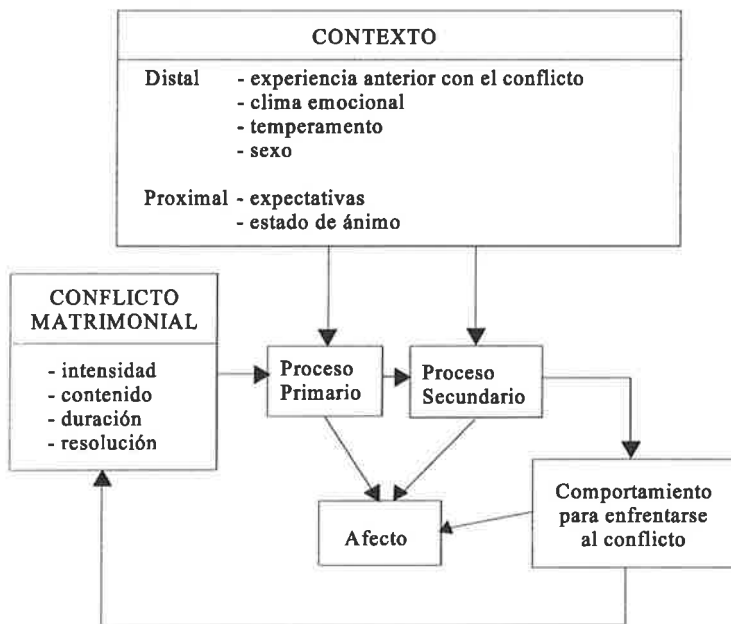 CONTEXTO
Distal - experiencia anterior con el conflicto
- clima emocional
- temperamento
- sexo
Proximal - expectativas
- estado de ánimo
CONFLICTO
MATRIMONIAL
- intensidad
- contenido
- duración
- resolución
Proceso
Primario
Proceso
Secundario
Afecto
Comportamiento
para enfrentarse
al conflicto